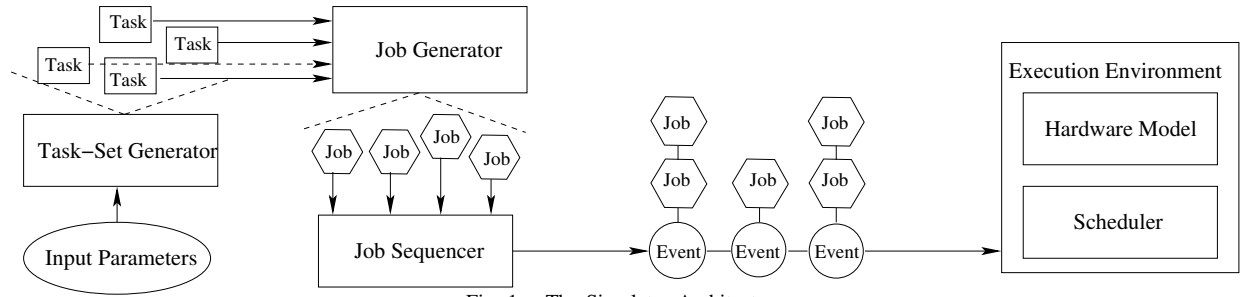 Task
Task
Task
Task
Job Generator
Task−Set Generator
Input Parameters
Job
Job
Job
Job
Job Sequencer
Job
Job
Event
Job
Event
Job
Job
Event
Execution Environment
Hardware Model
Scheduler